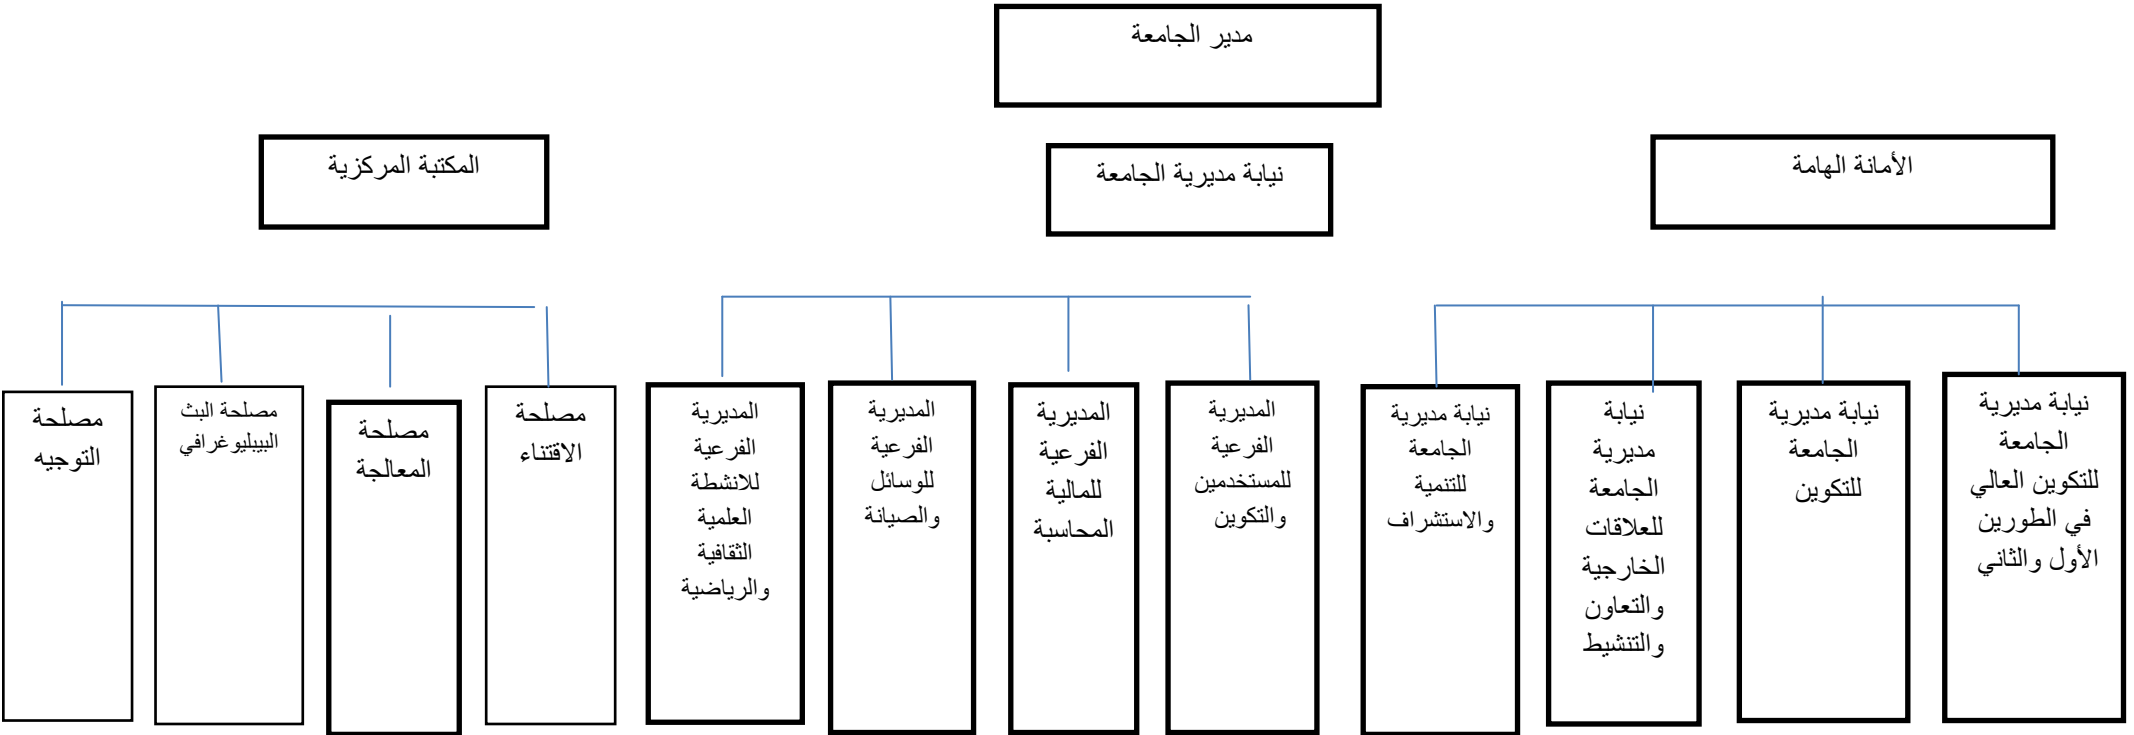 مدير الجامعة
الأمانة الهامة
نيابة مديرية الجامعة
المكتبة المركزية
نيابة مديرية
الجامعة
للتكوين العالي
في الطورين
الأول والثاني
نيابة مديرية
الجامعة
للتكوين
نيابة
مديرية
الجامعة
للعلاقات
الخارجية
والتعاون
والتنشيط
نيابة مديرية
الجامعة
للتنمية
والاستشراف
المديرية
الفرعية
للمستخدمين
والتكوين
المديرية
الفرعية
للمالية
المحاسبة
المديرية
الفرعية
للوسائل
والصيانة
المديرية
الفرعية
للانشطة
العلمية
الثقافية
والرياضية
مصلحة
الاقتناء
مصلحة
المعالجة
مصلحة البث
البيبليوغرافي
مصلحة
التوجيه